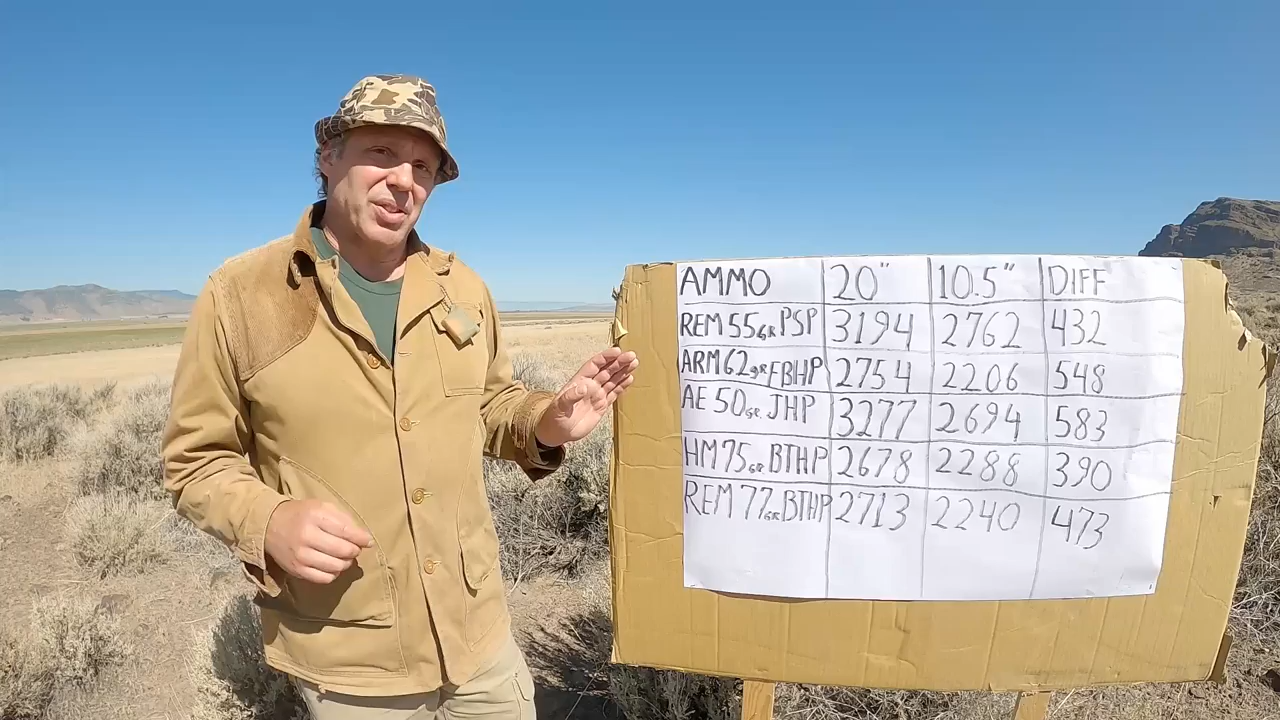 AMMO 20" 10.5" DIFF
REM 55GR PSP 3194 2762 432
ARM 62GR FBHP 2754 2206 548
AE 50GR JHP 3277 2694 583
HM 75GR BTHP 2678 2288 390
REM 77GR BTHP 2713 2240 473